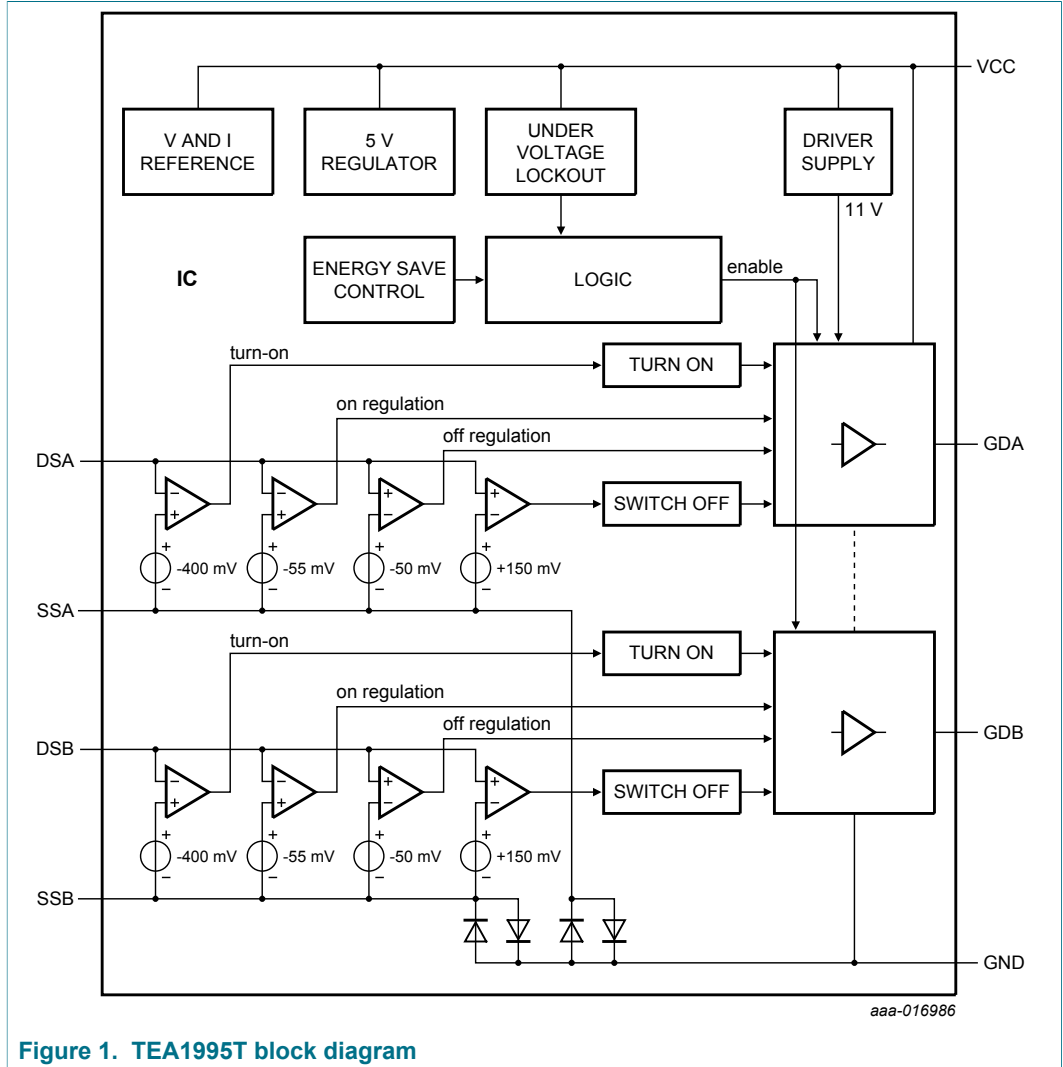 VCC
V AND I
REFERENCE
5 V
REGULATOR
UNDER
VOLTAGE
LOCKOUT
DRIVER
SUPPLY
11 V
IC
ENERGY SAVE
CONTROL
LOGIC
enable
turn-on
TURN ON
on regulation
off regulation
DSA
GDA
SWITCH OFF
- + - + + - + -
+ + + +
-400 mV
-55 mV
-50 mV
+150 mV
- - - -
SSA
turn-on
TURN ON
on regulation
off regulation
DSB
GDB
SWITCH OFF
- + - + + - + -
+ + + +
-400 mV
-55 mV
-50 mV
+150 mV
- - - -
SSB
GND
aaa-016986
Figure 1. TEA1995T block diagram